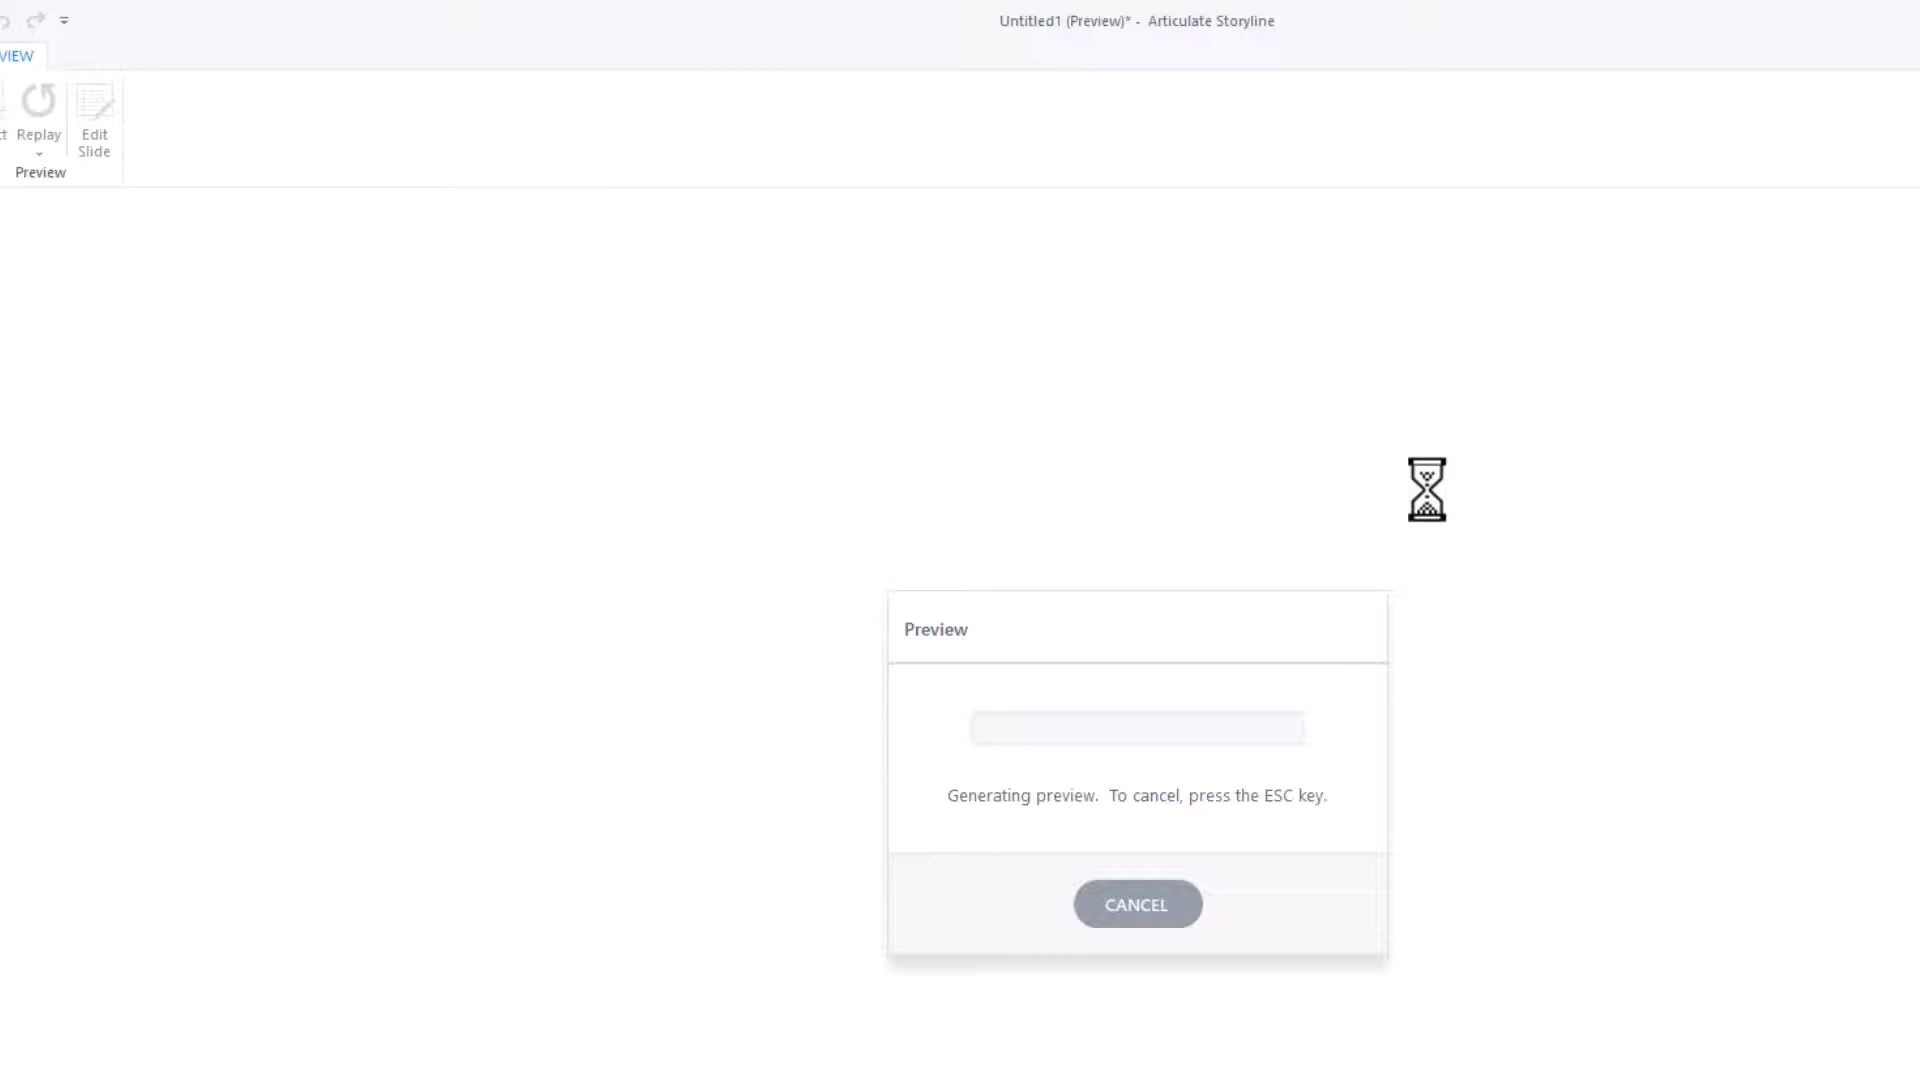 Untitled1 (Preview)* - Articulate Storyline
VIEW
Replay
Edit
Slide
Preview
Preview
Generating preview. To cancel, press the ESC key.
CANCEL